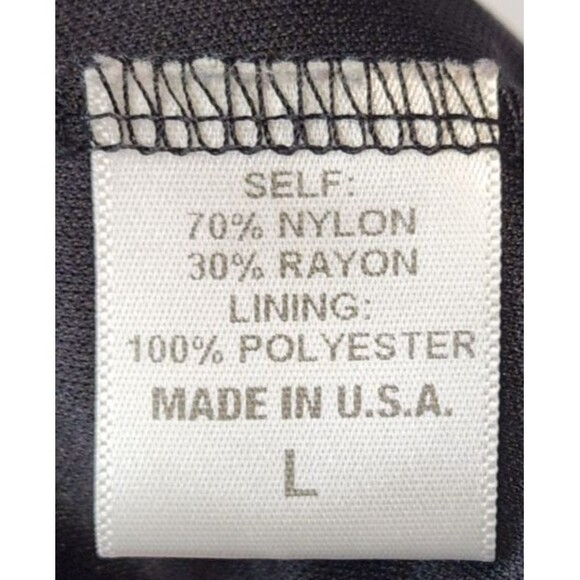 SELF:
70% NYLON
30% RAYON
LINING:
100% POLYESTER
MADE IN U.S.A.
L